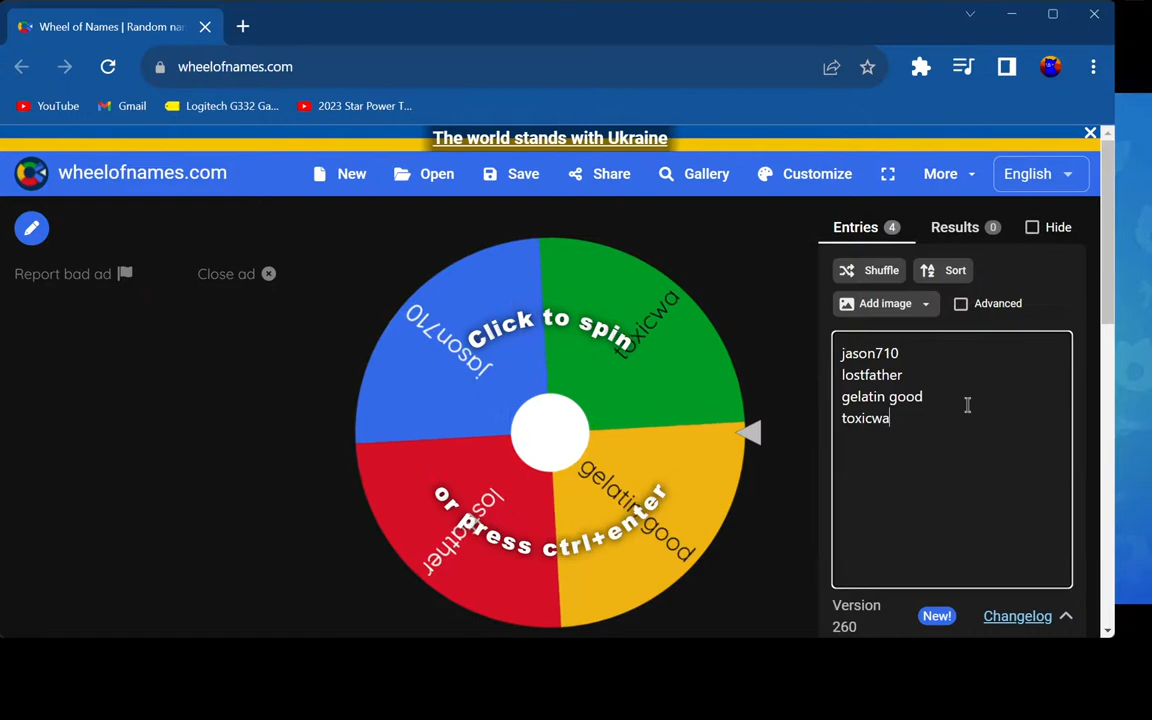 Wheel of Names | Random nar
wheelofnames.com
YouTube
Gmail
Logitech G332 Ga...
2023 Star Power T...
The world stands with Ukraine
wheelofnames.com
New
Open
Save
Share
Gallery
Customize
More
English
Report bad ad
Close ad
Entries 4
Results 0
Hide
Shuffle
Sort
Add image
Advanced
jason710
lostfather
gelatin good
toxicwa
Click to spin
or press ctrl+enter
jason710
toxicwa
lostfather
gelatin good
Version
260
New!
Changelog